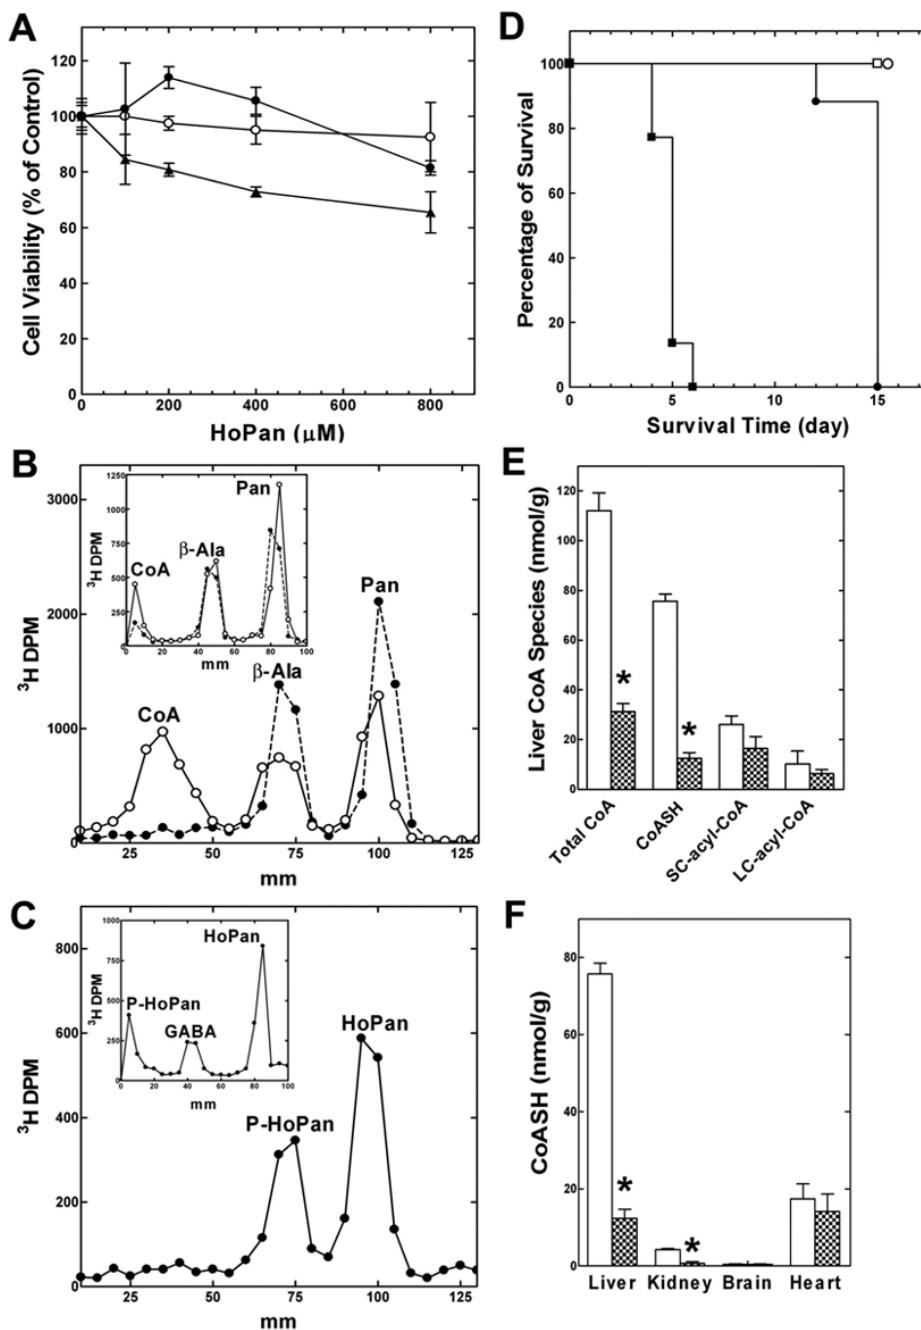 A
120
100
80
60
40
20
0
Cell Viability (% of Control)
0 200 400 600 800
HoPan (μM)
D
100
80
60
40
20
0
Percentage of Survival
0 5 10 15
Survival Time (day)
B
3000
2000
1000
0
³H DPM
25 50 75 100 125
mm
CoA
β-Ala
Pan
1250
1000
750
500
250
0
³H DPM
0 20 40 60 80 100
mm
CoA
β-Ala
Pan
E
120
100
80
60
40
20
0
Liver CoA Species (nmol/g)
*
*
Total CoA
CoASH
SC-acyl-CoA
LC-acyl-CoA
C
800
600
400
200
0
³H DPM
25 50 75 100 125
mm
P-HoPan
HoPan
1000
750
500
250
0
³H DPM
0 20 40 60 80 100
mm
P-HoPan
GABA
HoPan
F
80
60
40
20
0
CoASH (nmol/g)
*
*
Liver Kidney Brain Heart